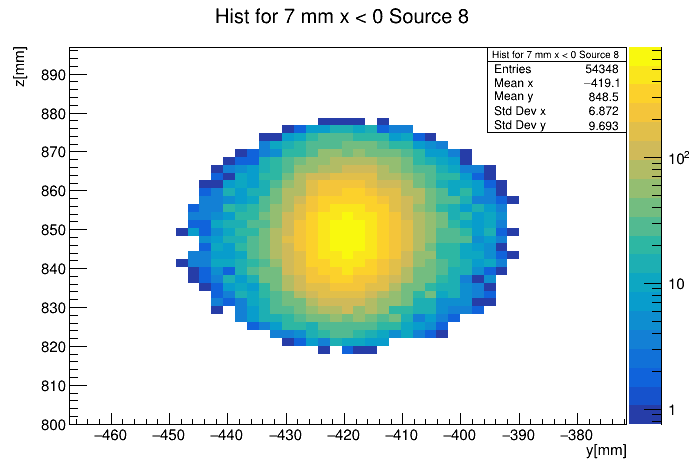 Hist for 7 mm x < 0 Source 8
z[mm]
Hist for 7 mm x < 0 Source 8
Entries 54348
Mean x −419.1
Mean y 848.5
Std Dev x 6.872
Std Dev y 9.693
890
880
870
860
850
840
830
820
810
800
−460 −450 −440 −430 −420 −410 −400 −390 −380
y[mm]
10²
10
1